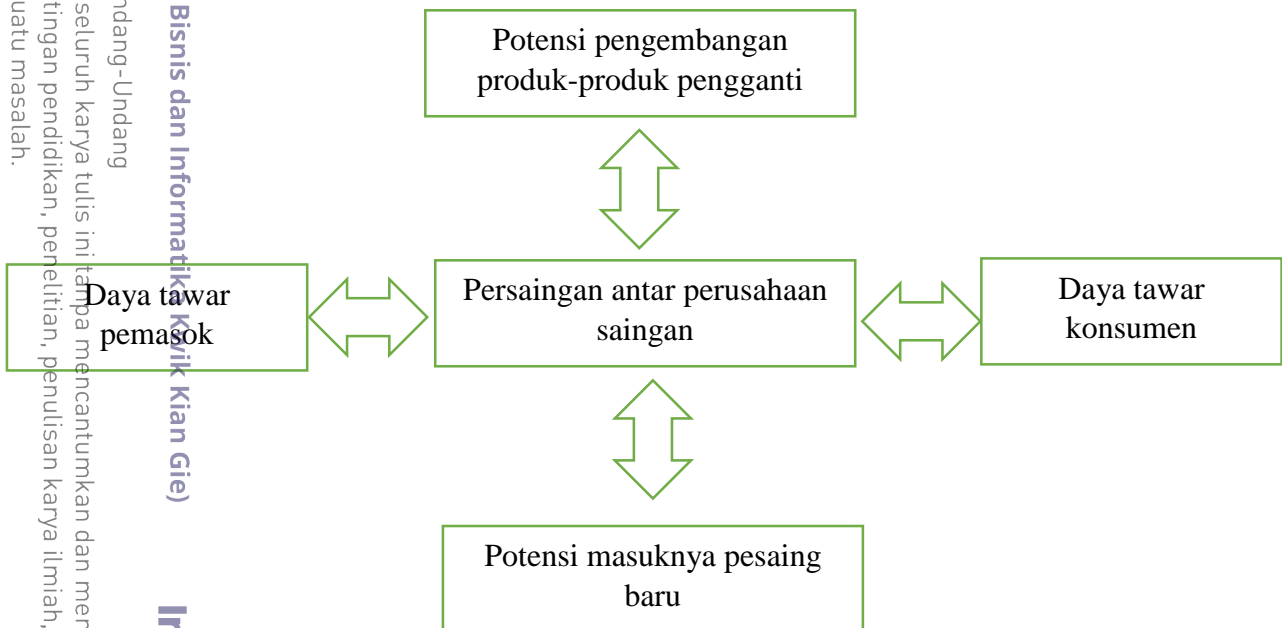 Potensi pengembangan
produk-produk pengganti
Daya tawar
pemasok
Persaingan antar perusahaan
saingan
Daya tawar
konsumen
Potensi masuknya pesaing
baru
Bisnis dan Informatika Kwik Kian Gie)
ndang-Undang
seluruh karya tulis ini tanpa mencantumkan dan mer
tingan pendidikan, penelitian, penulisan karya ilmiah,
uatu masalah.